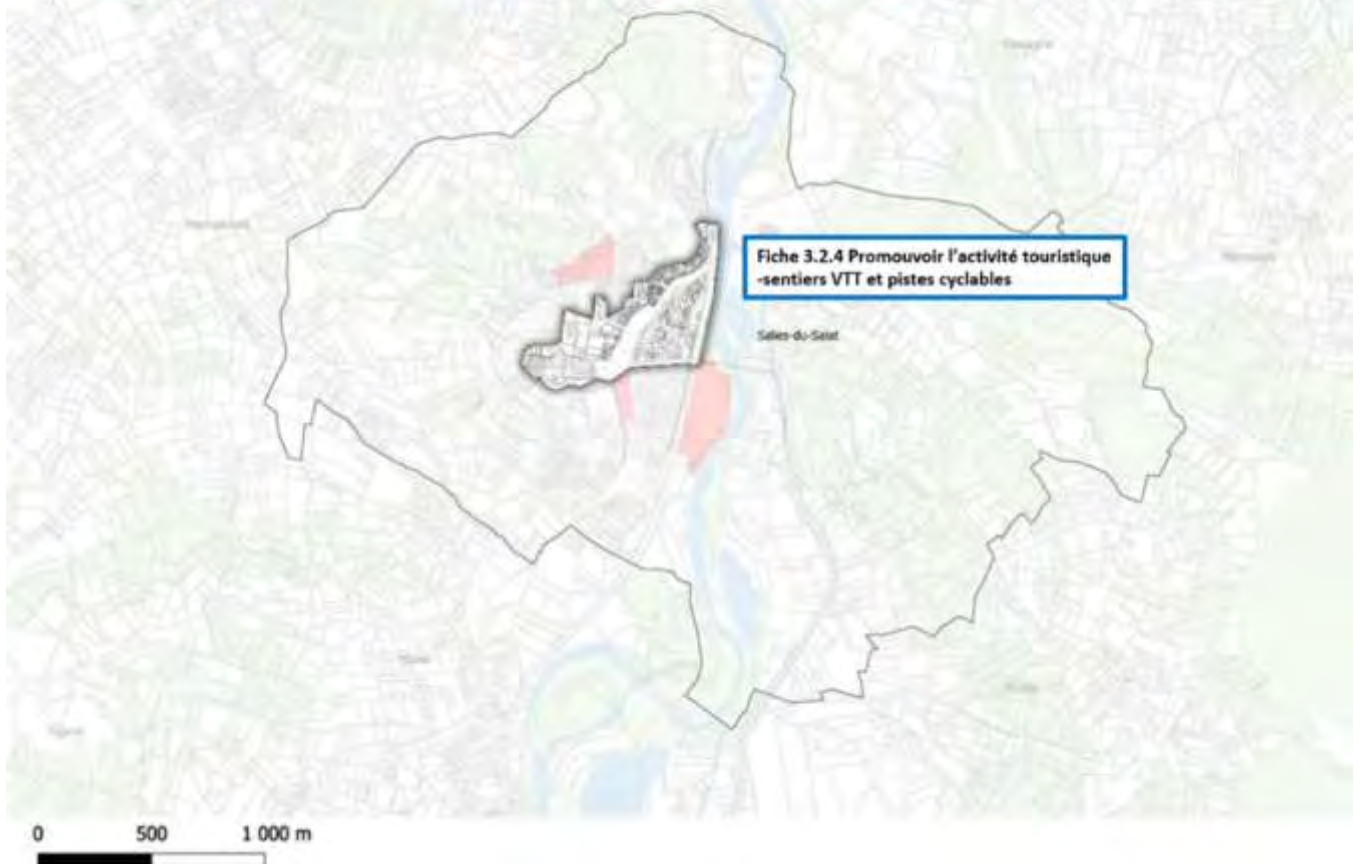 Fiche 3.2.4 Promouvoir l'activité touristique
-sentiers VTT et pistes cyclables
Salies-du-Salat
0 500 1 000 m